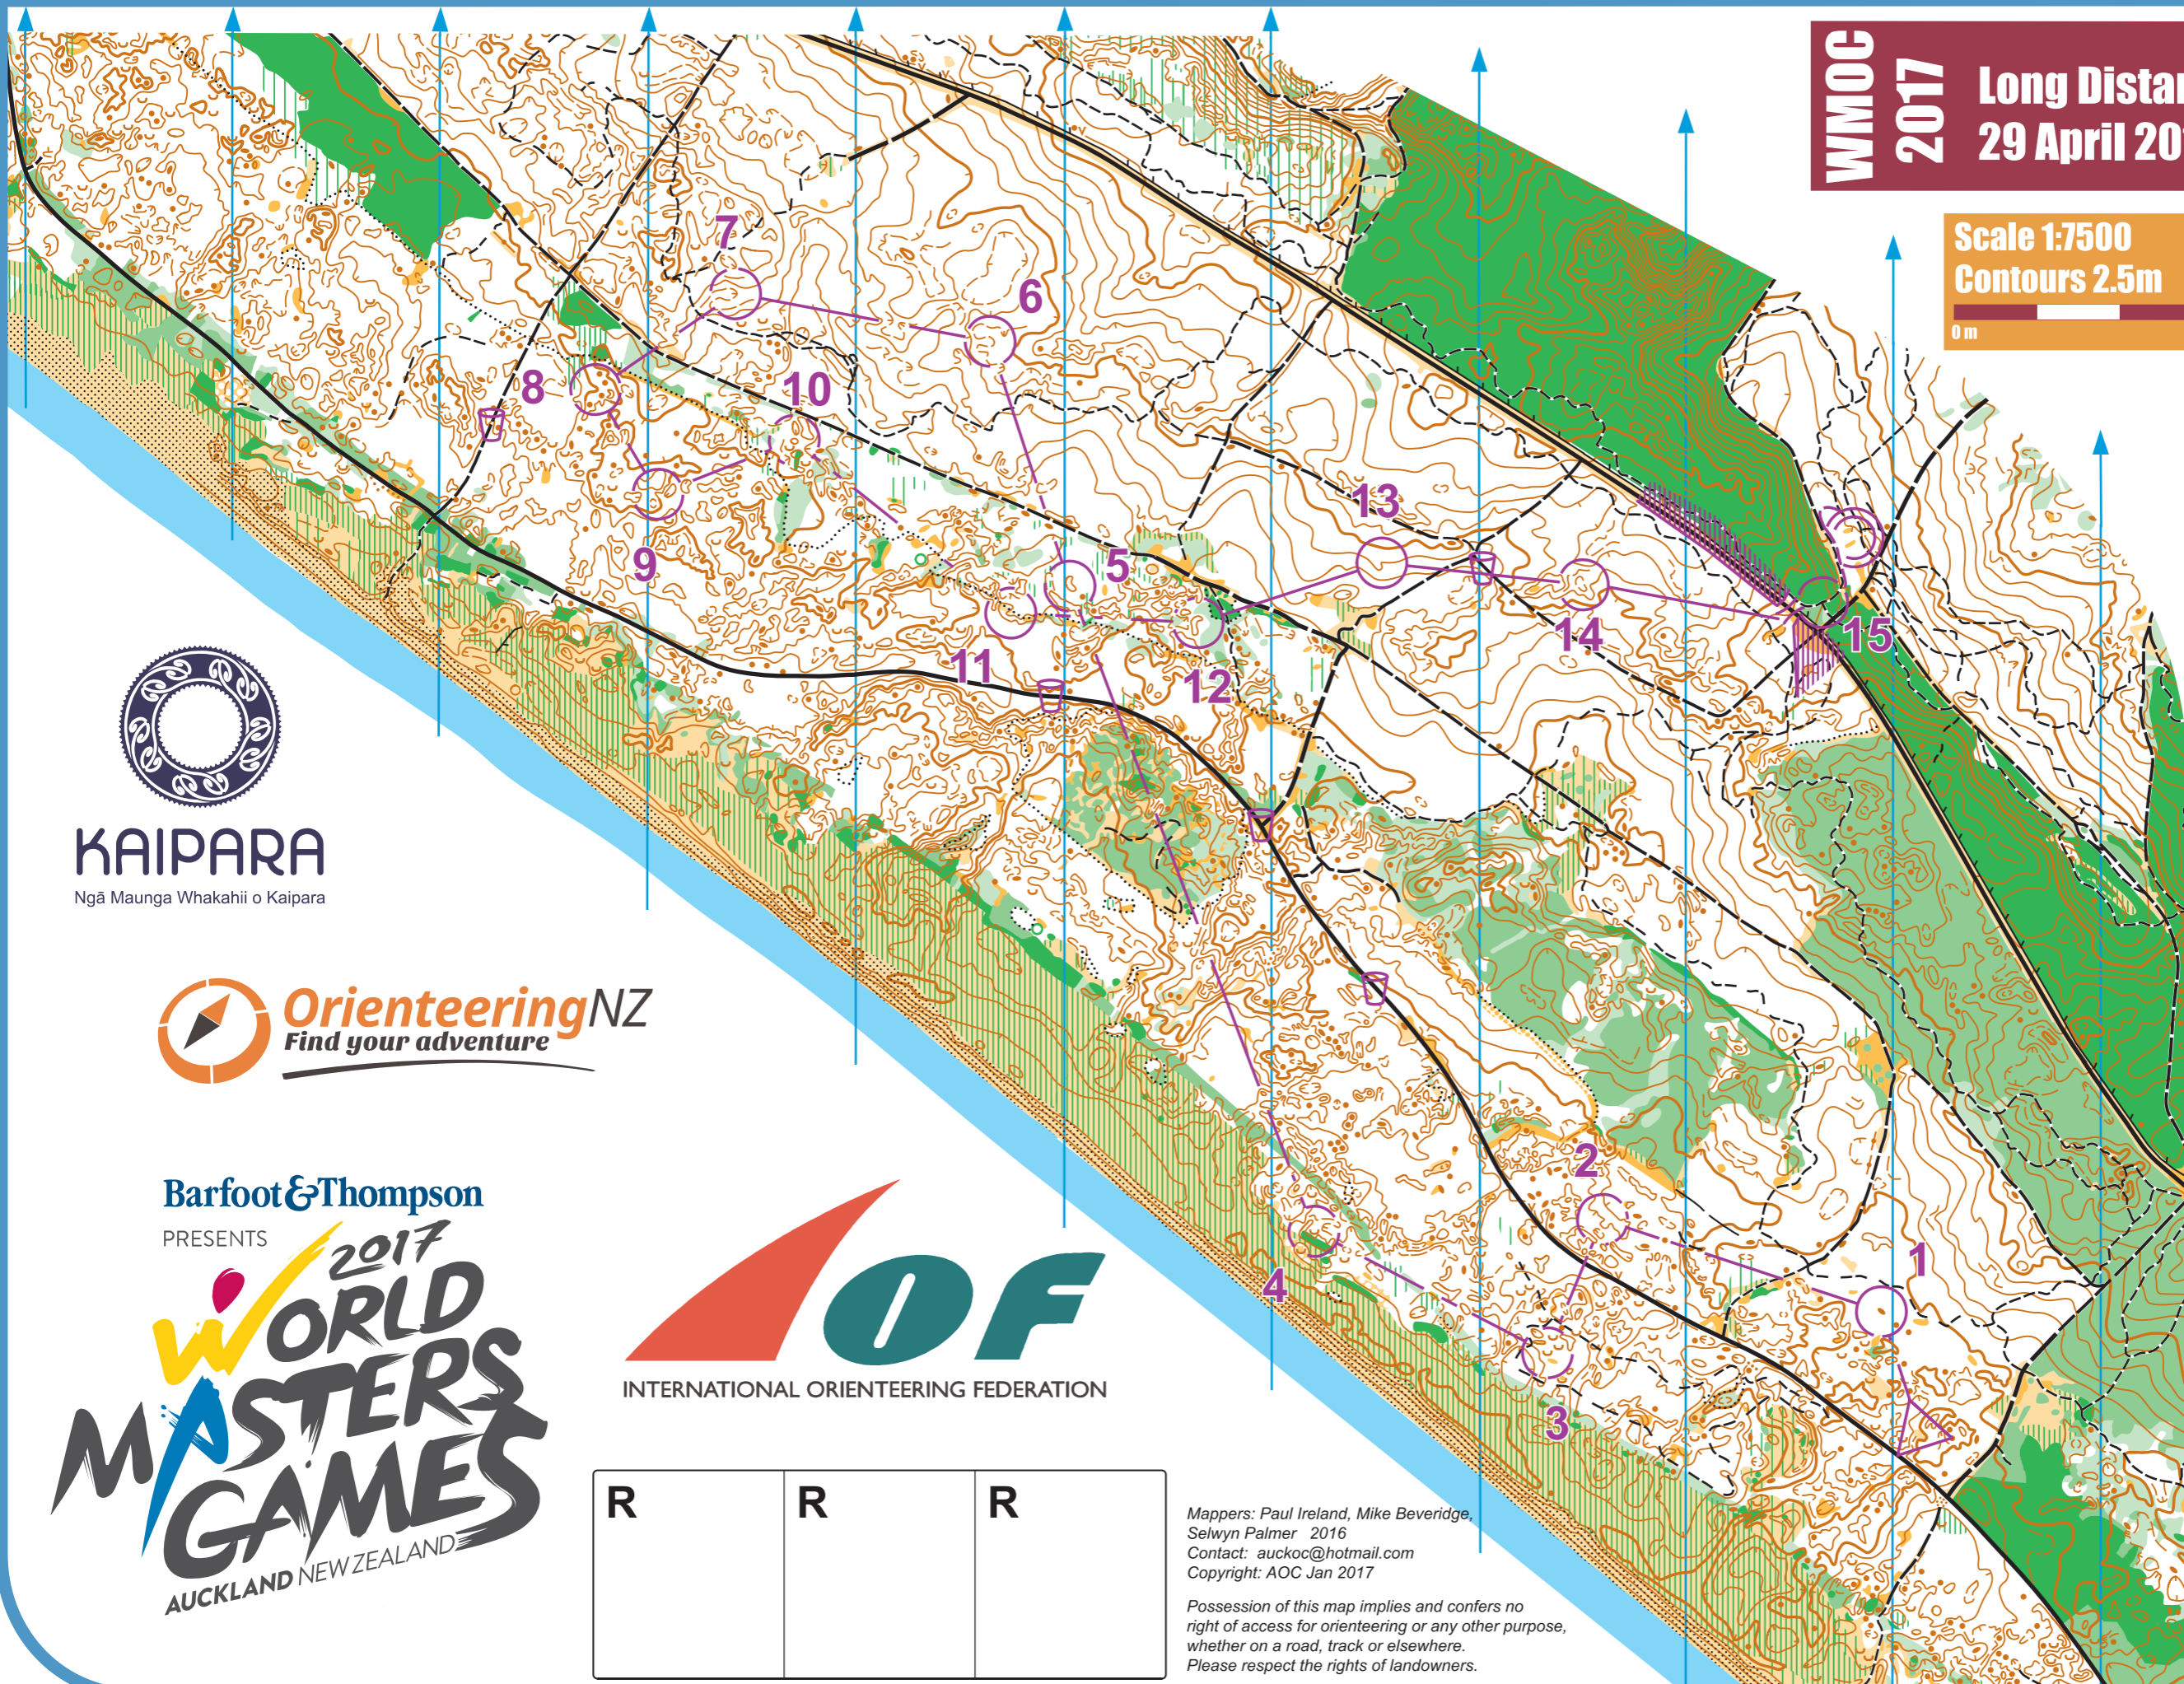 WMOC
2017
Long Distan
29 April 20
Scale 1:7500
Contours 2.5m
0 m
7
6
8
10
13
9
5
14
15
11
12
KAIPARA
Ngā Maunga Whakahii o Kaipara
OrienteeringNZ
Find your adventure
2
1
4
3
Barfoot&Thompson
PRESENTS
2017
WORLD
MASTERS
GAMES
AUCKLAND NEW ZEALAND
IOF
INTERNATIONAL ORIENTEERING FEDERATION
R
R
R
Mappers: Paul Ireland, Mike Beveridge,
Selwyn Palmer 2016
Contact: auckoc@hotmail.com
Copyright: AOC Jan 2017
Possession of this map implies and confers no
right of access for orienteering or any other purpose,
whether on a road, track or elsewhere.
Please respect the rights of landowners.